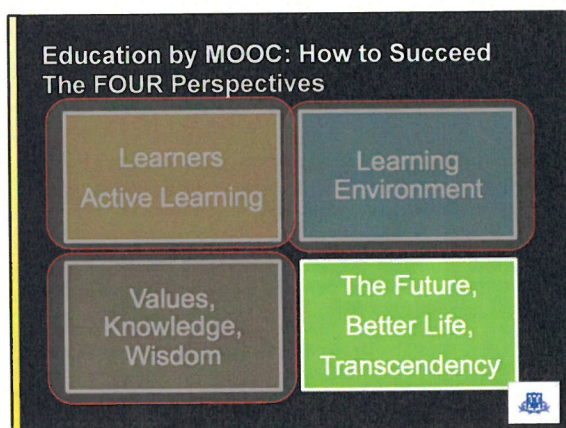 Education by MOOC: How to Succeed
The FOUR Perspectives
Learners
Active Learning
Learning
Environment
Values,
Knowledge,
Wisdom
The Future,
Better Life,
Transcendency